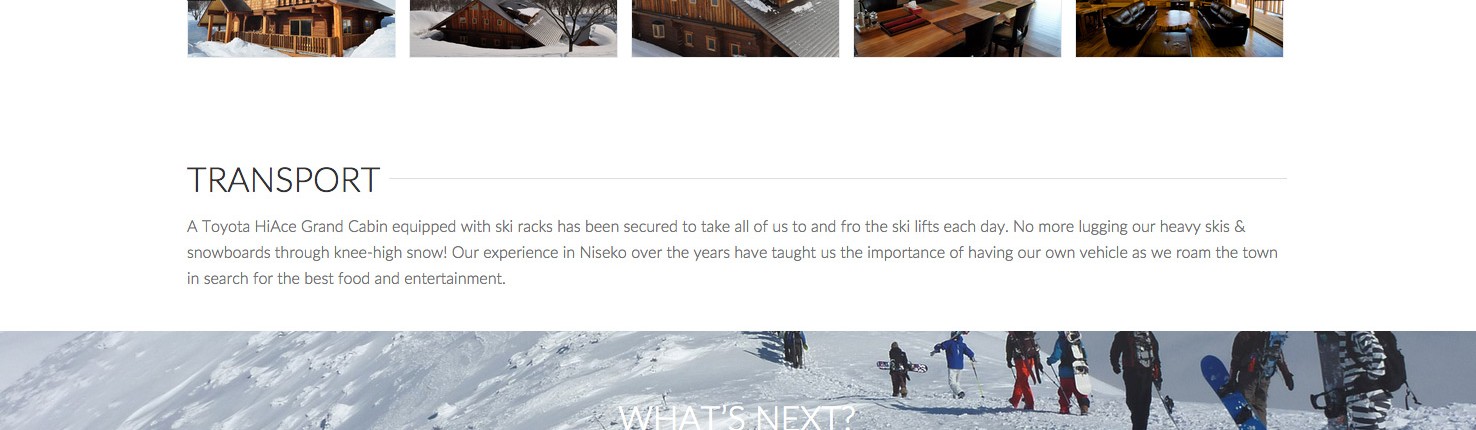 TRANSPORT
A Toyota HiAce Grand Cabin equipped with ski racks has been secured to take all of us to and fro the ski lifts each day. No more lugging our heavy skis &
snowboards through knee-high snow! Our experience in Niseko over the years have taught us the importance of having our own vehicle as we roam the town
in search for the best food and entertainment.
WHAT'S NEXT?